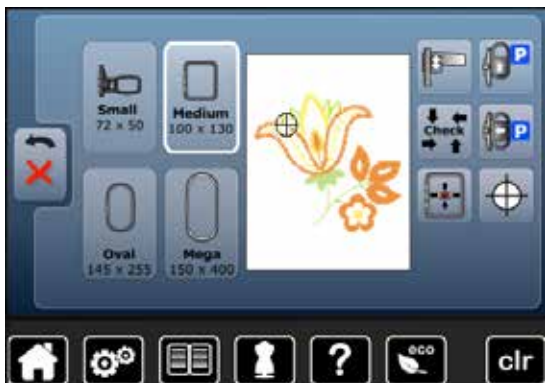 Small
72 x 50
Medium
100 x 130
Oval
145 x 255
Mega
150 x 400
P
Check
P
?
eco
clr